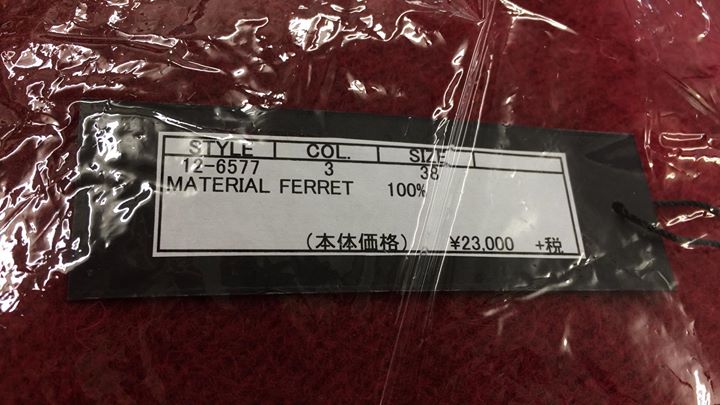 STYLE COL. SIZE
12-6577 3 38
MATERIAL FERRET 100%
(本体価格) ¥23,000 +税